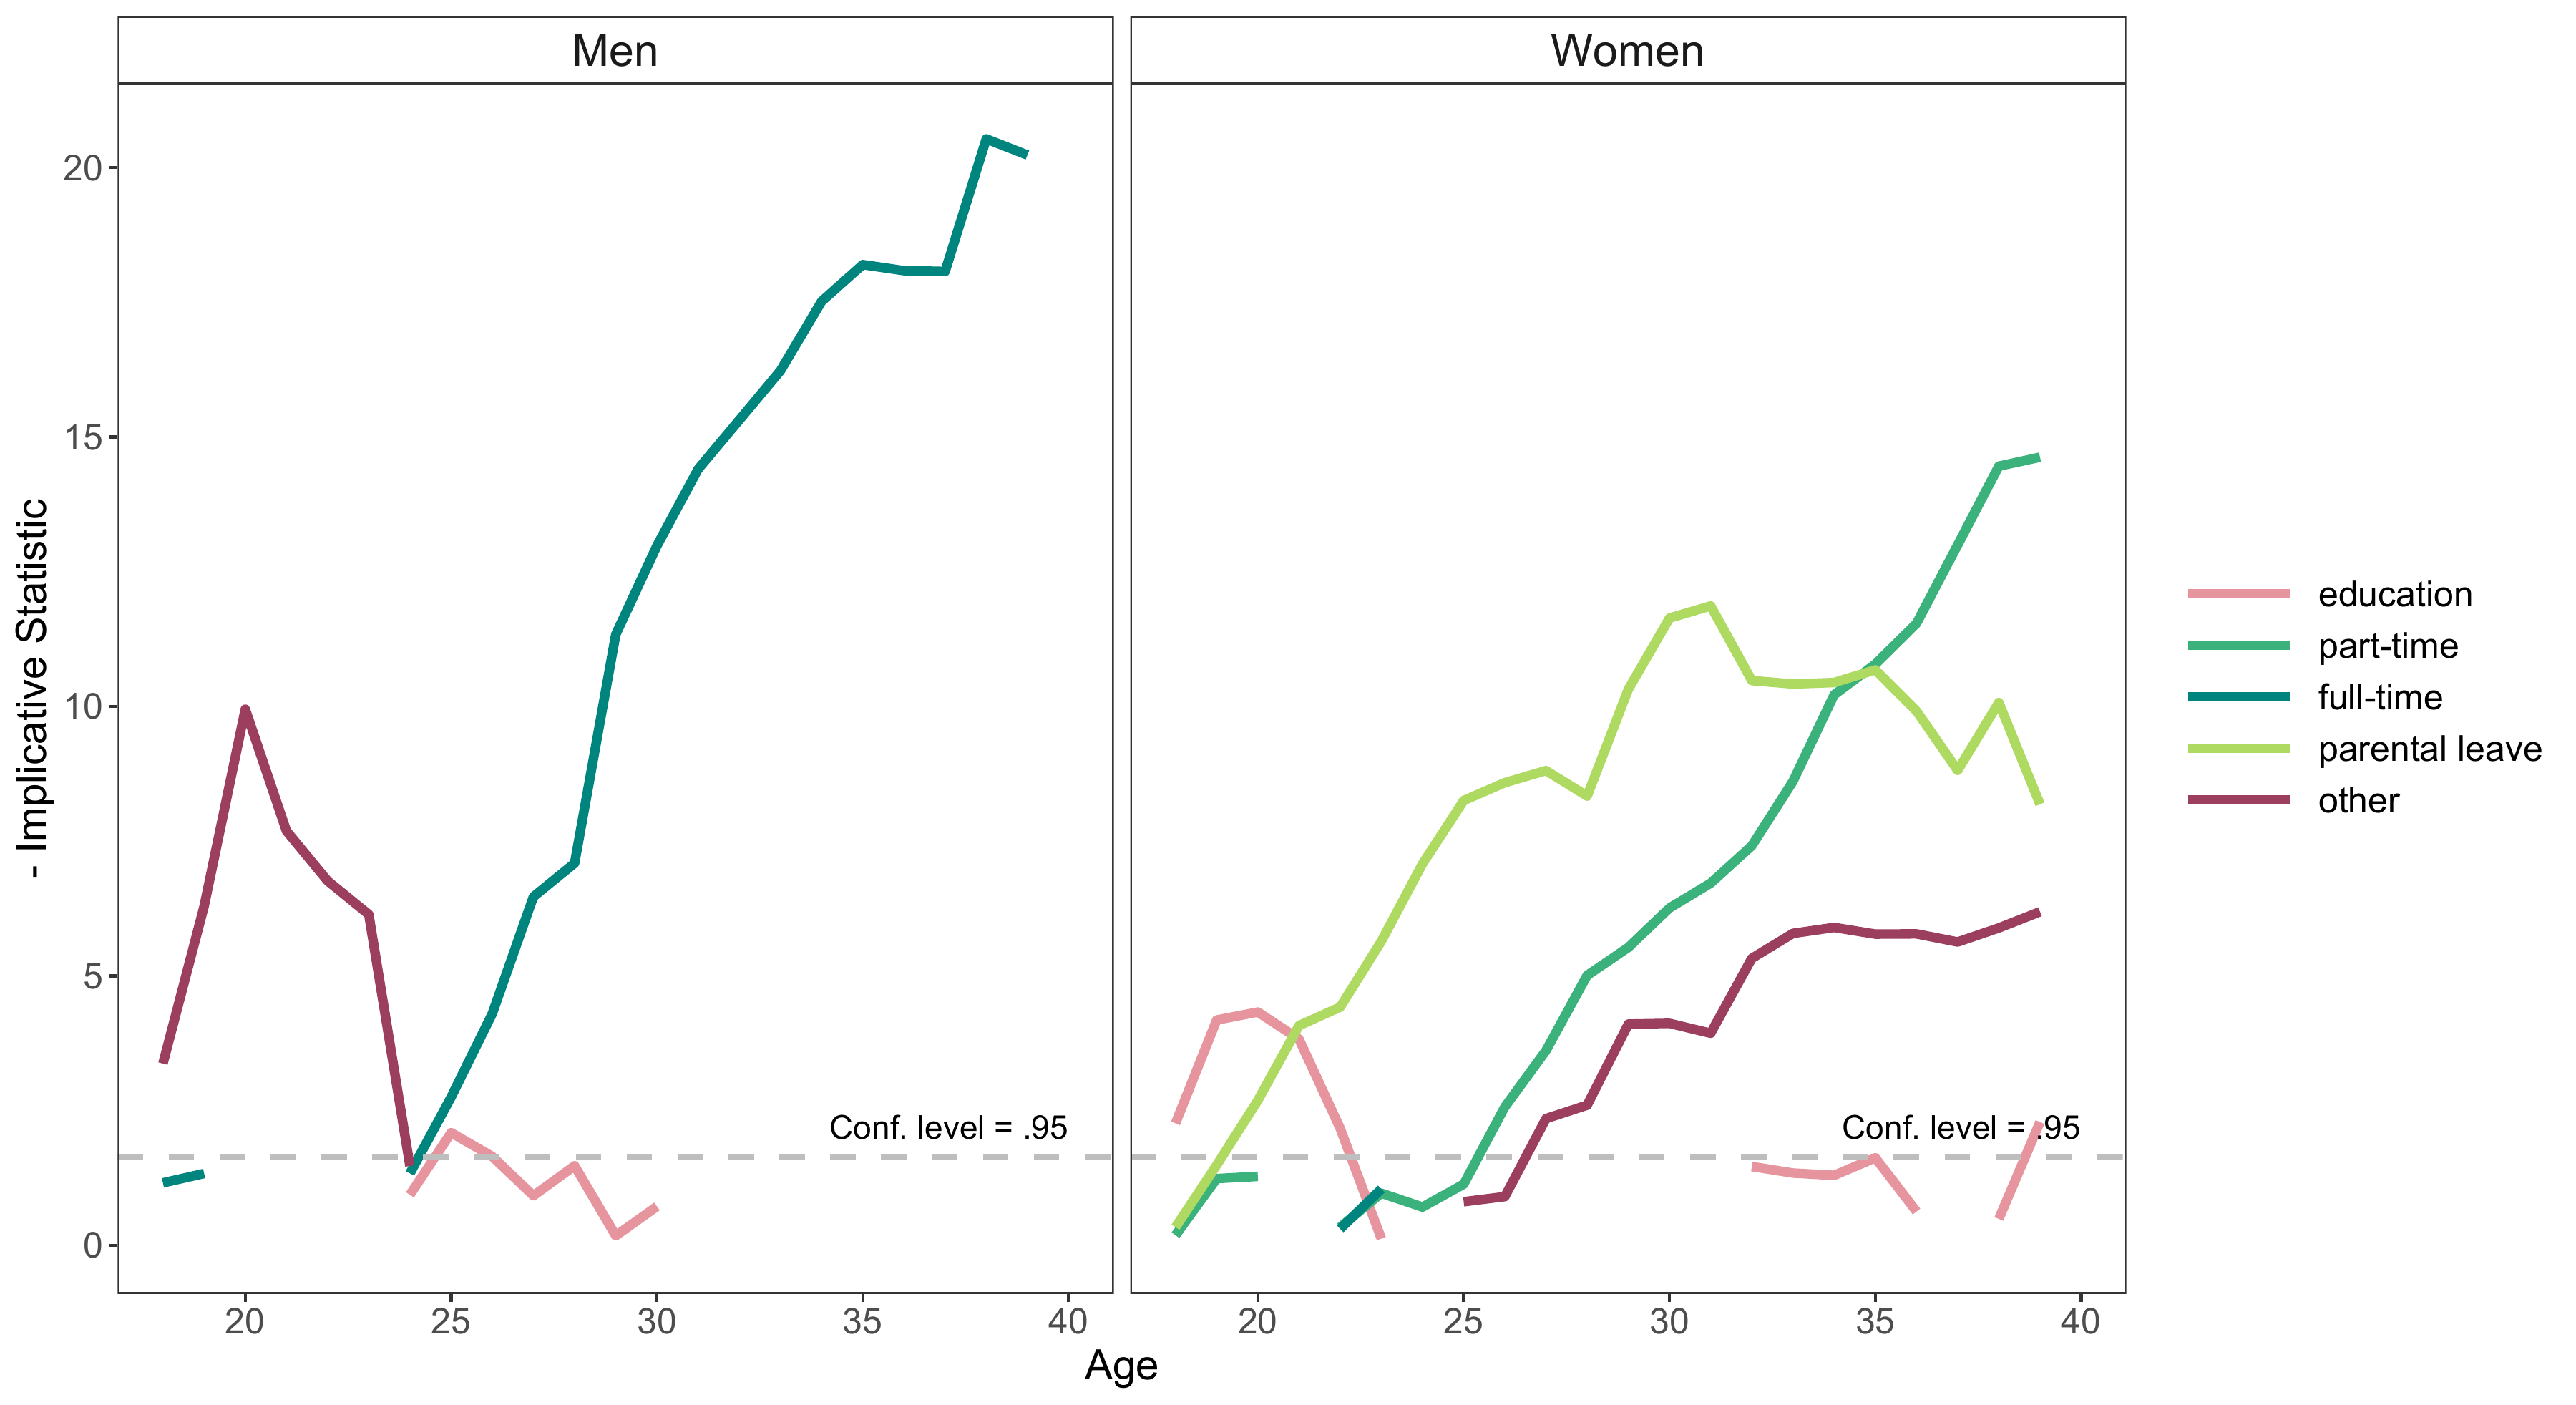 Men
Women
- Implicative Statistic
20
15
10
5
0
Conf. level = .95
Conf. level = .95
20
25
30
35
40
20
25
30
35
40
Age
education
part-time
full-time
parental leave
other